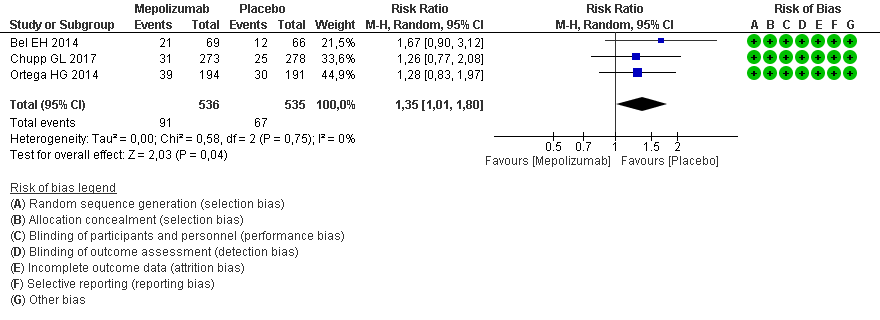 Mepolizumab Placebo Risk Ratio Risk Ratio Risk of Bias
Study or Subgroup Events Total Events Total Weight M-H, Random, 95% CI M-H, Random, 95% CI A B C D E F G
Bel EH 2014 21 69 12 66 21,5% 1,67 [0,90, 3,12]
Chupp GL 2017 31 273 25 278 33,6% 1,26 [0,77, 2,08]
Ortega HG 2014 39 194 30 191 44,9% 1,28 [0,83, 1,97]
Total (95% CI) 536 535 100,0% 1,35 [1,01, 1,80]
Total events 91 67
Heterogeneity: Tau² = 0,00; Chi² = 0,58, df = 2 (P = 0,75); I² = 0%
Test for overall effect: Z = 2,03 (P = 0,04)
0.5 0.7 1 1.5 2
Favours [Mepolizumab] Favours [Placebo]
Risk of bias legend
(A) Random sequence generation (selection bias)
(B) Allocation concealment (selection bias)
(C) Blinding of participants and personnel (performance bias)
(D) Blinding of outcome assessment (detection bias)
(E) Incomplete outcome data (attrition bias)
(F) Selective reporting (reporting bias)
(G) Other bias